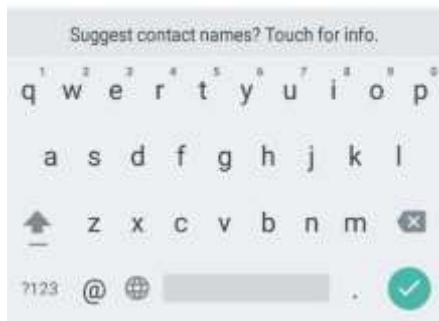 Suggest contact names? Touch for info.
1 2 3 4 5 6 7 8 9 0
q w e r t y u i o p
a s d f g h j k l
z x c v b n m
?123 @ .